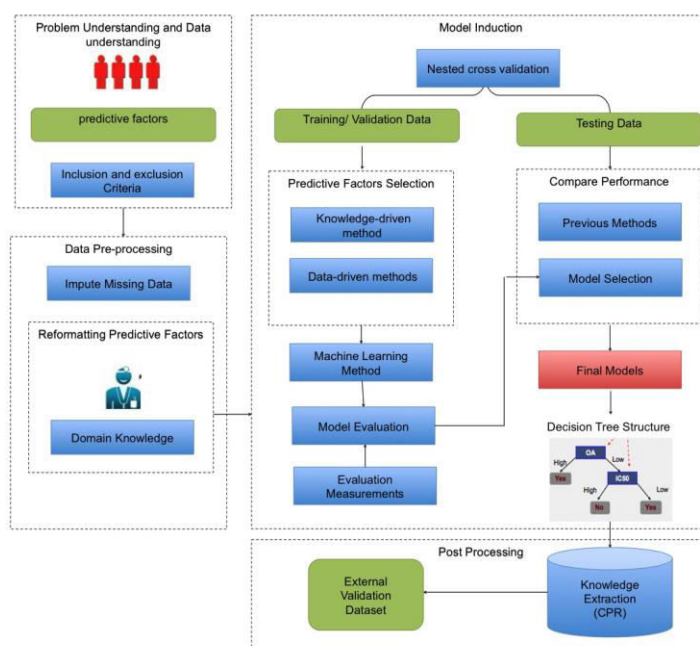 Problem Understanding and Data
understanding
predictive factors
Inclusion and exclusion
Criteria
Data Pre-processing
Impute Missing Data
Reformatting Predictive Factors
Domain Knowledge
Model Induction
Nested cross validation
Training/ Validation Data
Testing Data
Predictive Factors Selection
Knowledge-driven
method
Data-driven methods
Machine Learning
Method
Model Evaluation
Evaluation
Measurements
Compare Performance
Previous Methods
Model Selection
Final Models
Decision Tree Structure
OA
High
Low
Yes
IC50
High
Low
No
Yes
Post Processing
External
Validation
Dataset
Knowledge
Extraction
(CPR)